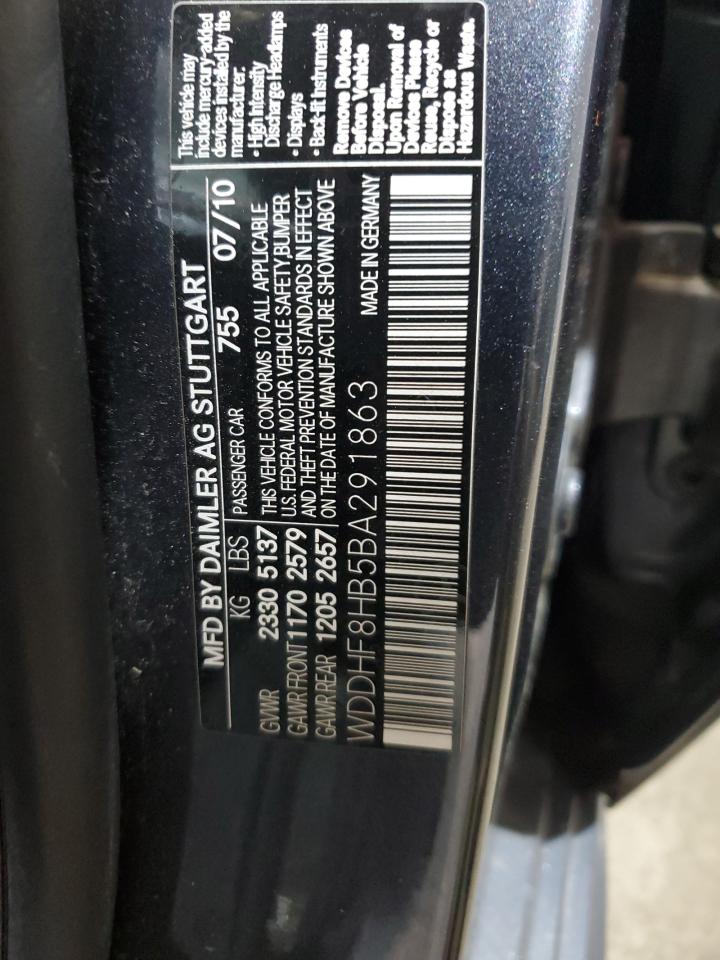 MFD BY DAIMLER AG STUTTGART
KG LBS
PASSENGER CAR 755 07/10
GVWR 2330 5137
GAWR FRONT 1170 2579
GAWR REAR 1205 2657
THIS VEHICLE CONFORMS TO ALL APPLICABLE
U.S. FEDERAL MOTOR VEHICLE SAFETY, BUMPER
AND THEFT PREVENTION STANDARDS IN EFFECT
ON THE DATE OF MANUFACTURE SHOWN ABOVE
WDDHF8HB5BA291863
MADE IN GERMANY
This vehicle may
include mercury-added
devices installed by the
manufacturer:
• High Intensity
Discharge Headlamps
• Displays
• Back-lit Instruments
Remove Devices
Before Vehicle
Disposal.
Upon Removal of
Devices Please
Reuse, Recycle or
Dispose as
Hazardous Waste.